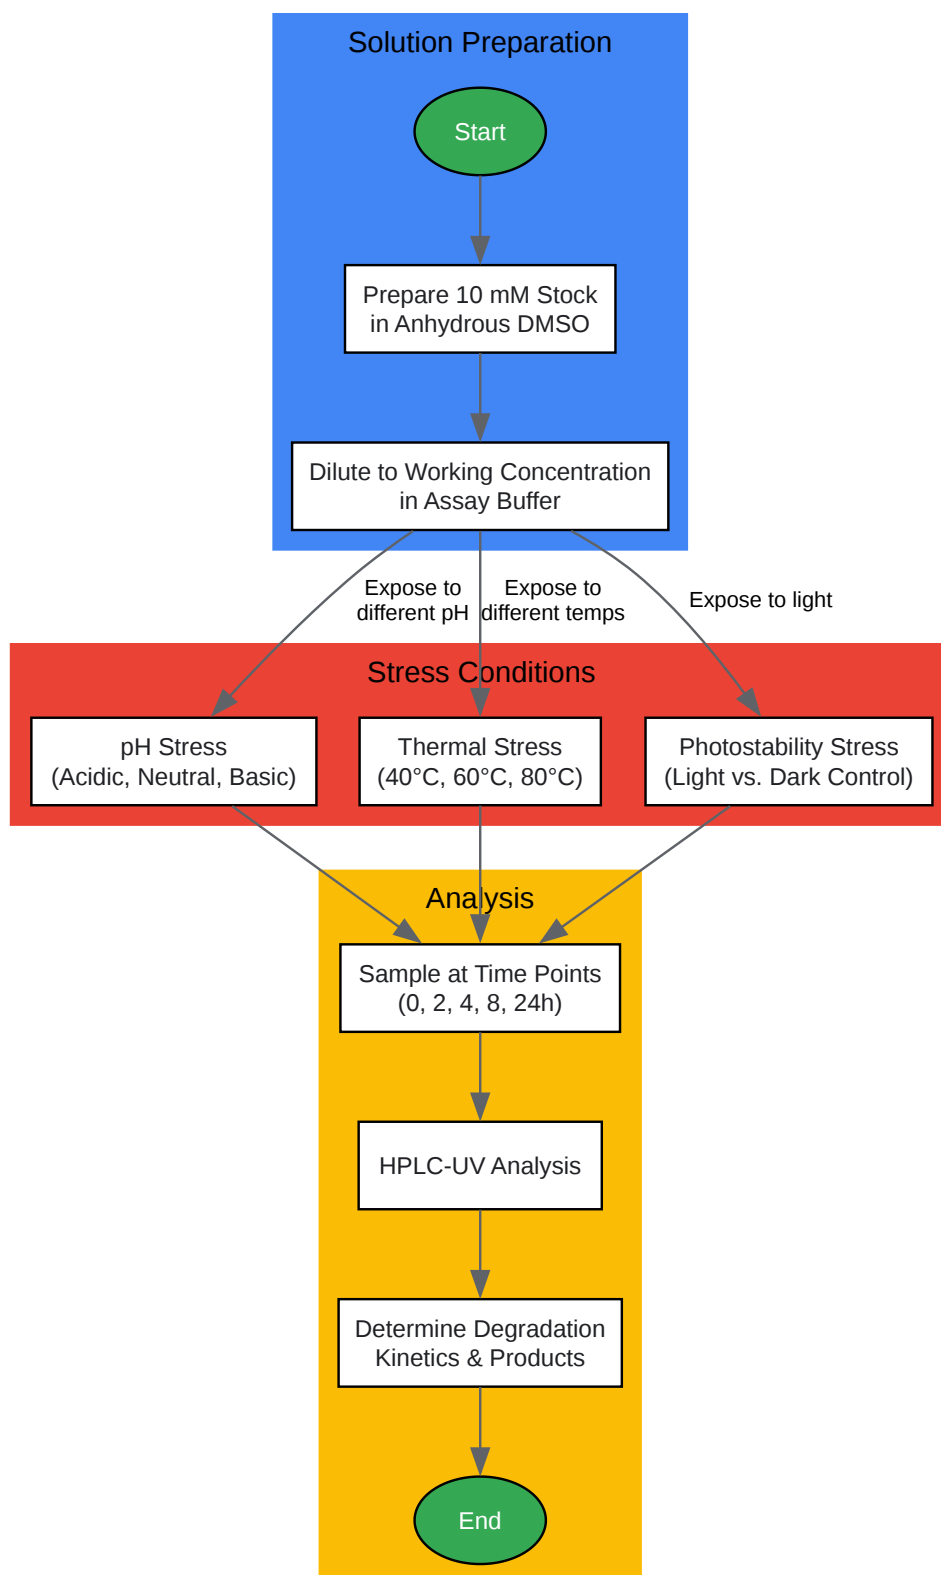 Solution Preparation
Start
Prepare 10 mM Stock
in Anhydrous DMSO
Dilute to Working Concentration
in Assay Buffer
Expose to
different pH
Expose to
different temps
Expose to light
Stress Conditions
pH Stress
(Acidic, Neutral, Basic)
Thermal Stress
(40°C, 60°C, 80°C)
Photostability Stress
(Light vs. Dark Control)
Analysis
Sample at Time Points
(0, 2, 4, 8, 24h)
HPLC-UV Analysis
Determine Degradation
Kinetics & Products
End